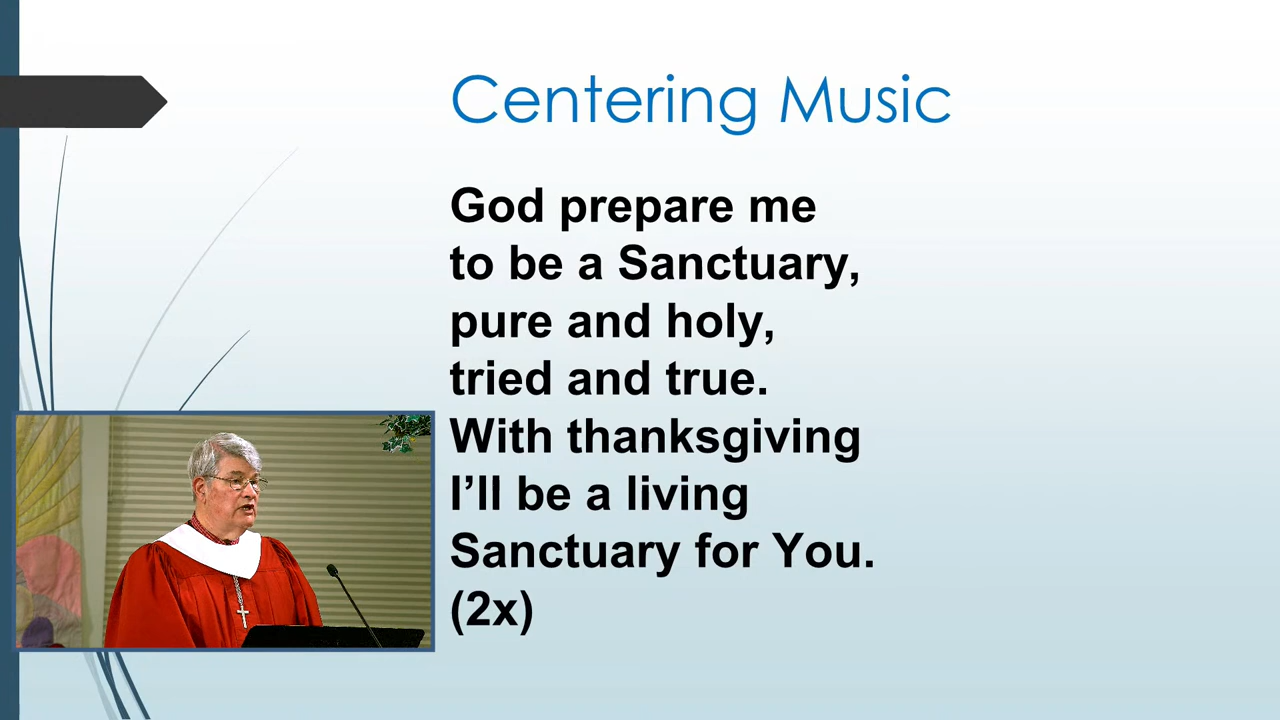 Centering Music
God prepare me
to be a Sanctuary,
pure and holy,
tried and true.
With thanksgiving
I’ll be a living
Sanctuary for You.
(2x)